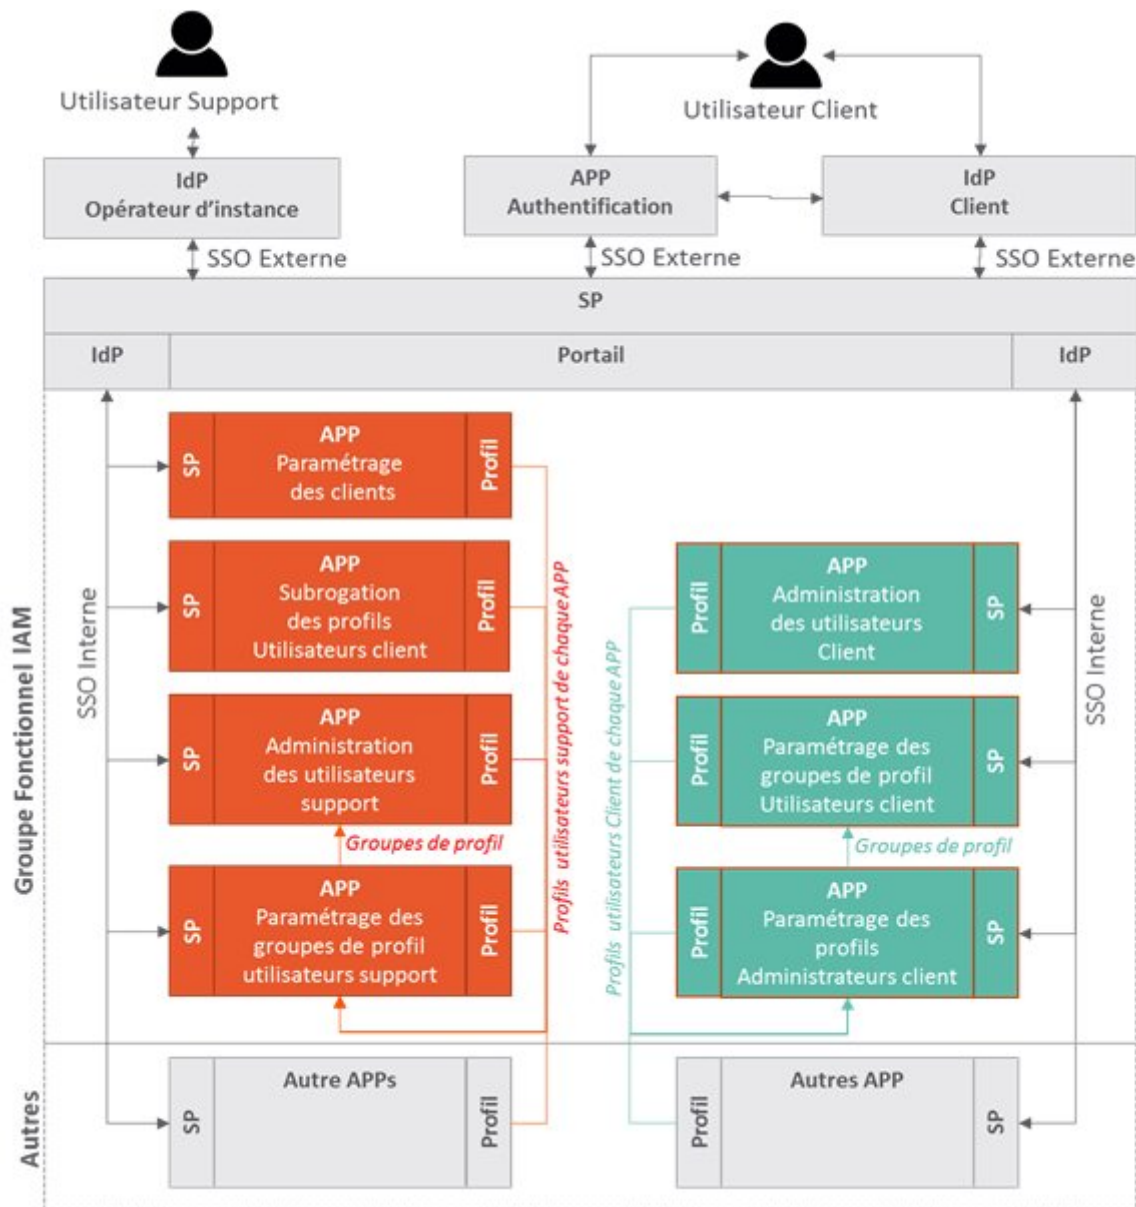 Utilisateur Support
Utilisateur Client
IdP
Opérateur d'instance
APP
Authentification
IdP
Client
SSO Externe
SSO Externe
SSO Externe
SP
IdP
Portail
IdP
Groupe Fonctionnel IAM
SSO Interne
SP
APP
Paramétrage
des clients
Profil
SP
APP
Subrogation
des profils
Utilisateurs client
Profil
SP
APP
Administration
des utilisateurs
support
Profil
Groupes de profil
SP
APP
Paramétrage des
groupes de profil
utilisateurs support
Profil
Profils utilisateurs support de chaque APP
Profils utilisateurs Client de chaque APP
Profil
APP
Administration
des utilisateurs
Client
SP
Profil
APP
Paramétrage des
groupes de profil
Utilisateurs client
SP
Groupes de profil
Profil
APP
Paramétrage des
profils
Administrateurs client
SP
SSO Interne
Autres
SP
Autre APPs
Profil
Profil
Autres APP
SP